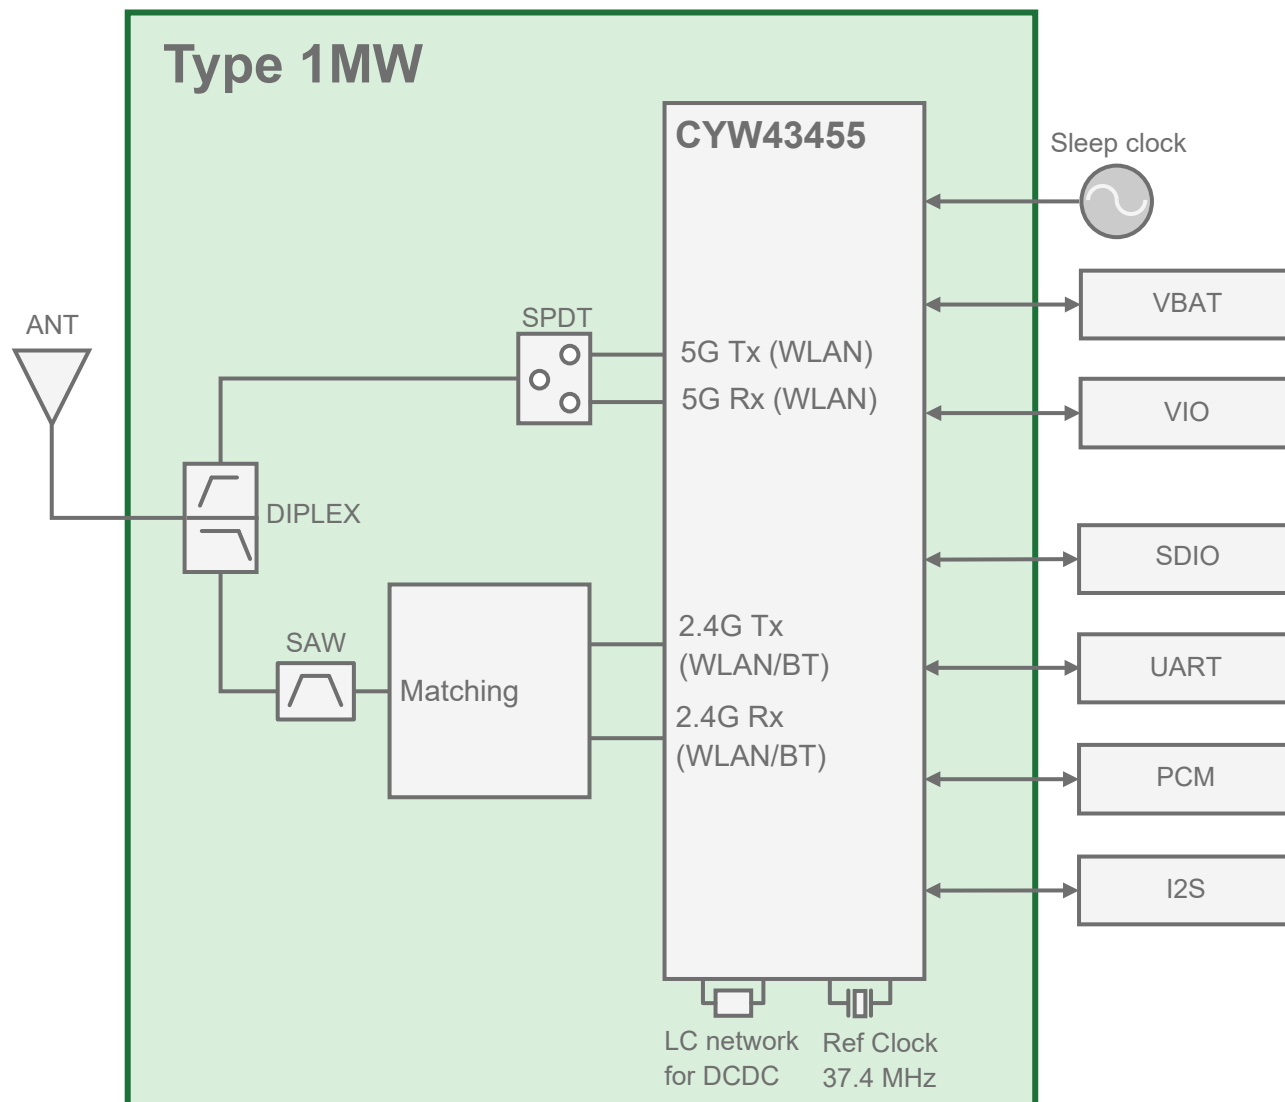 Type 1MW
CYW43455
Sleep clock
VBAT
ANT
SPDT
5G Tx (WLAN)
5G Rx (WLAN)
VIO
DIPLEX
SDIO
SAW
Matching
2.4G Tx
(WLAN/BT)
2.4G Rx
(WLAN/BT)
UART
PCM
I2S
LC network
for DCDC
Ref Clock
37.4 MHz